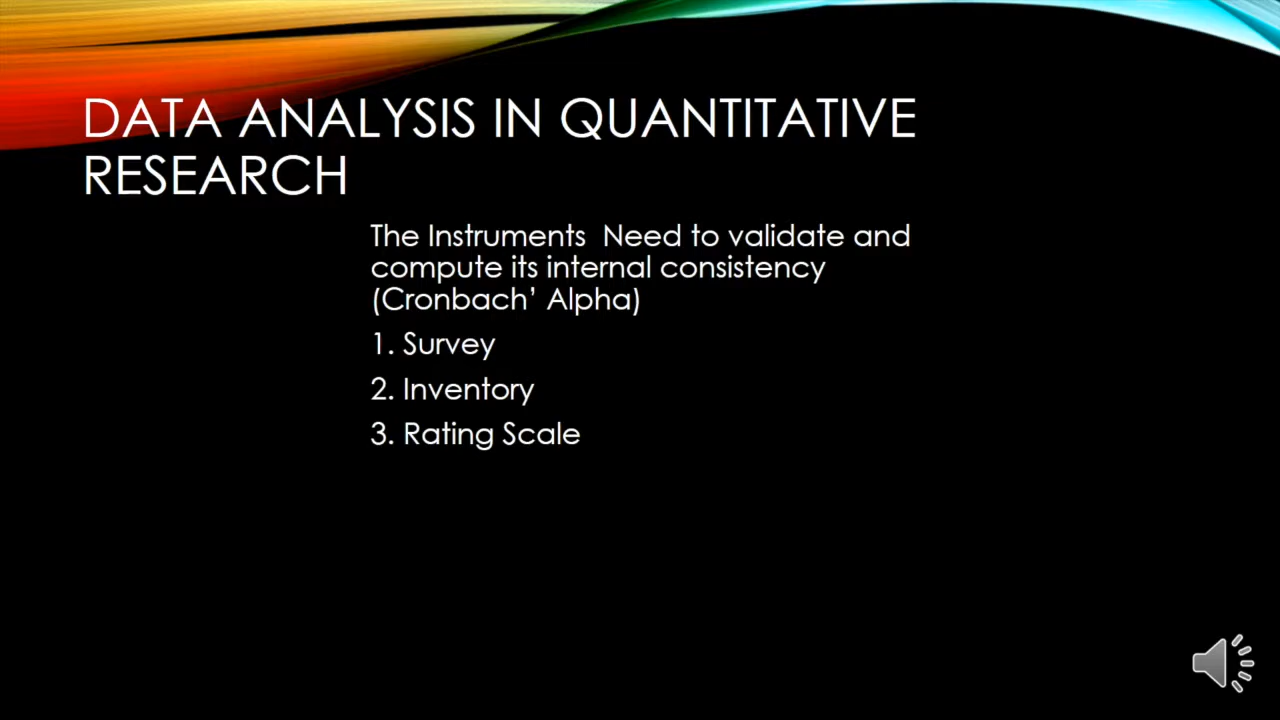 DATA ANALYSIS IN QUANTITATIVE
RESEARCH
The Instruments  Need to validate and
compute its internal consistency
(Cronbach’ Alpha)
1. Survey
2. Inventory
3. Rating Scale